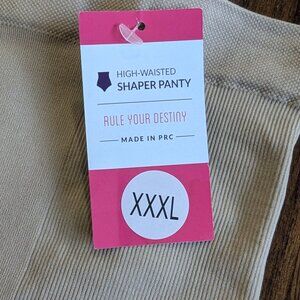 HIGH-WAISTED
SHAPER PANTY
RULE YOUR DESTINY
MADE IN PRC
XXXL